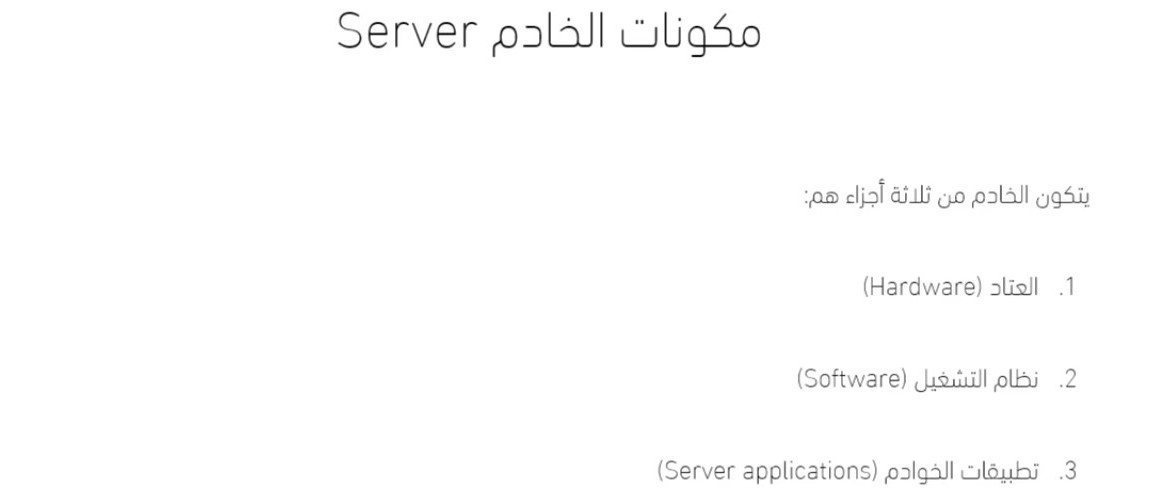 مكونات الخادم Server
يتكون الخادم من ثلاثة أجزاء هم:
1. العتاد (Hardware)
2. نظام التشغيل (Software)
3. تطبيقات الخوادم (Server applications)